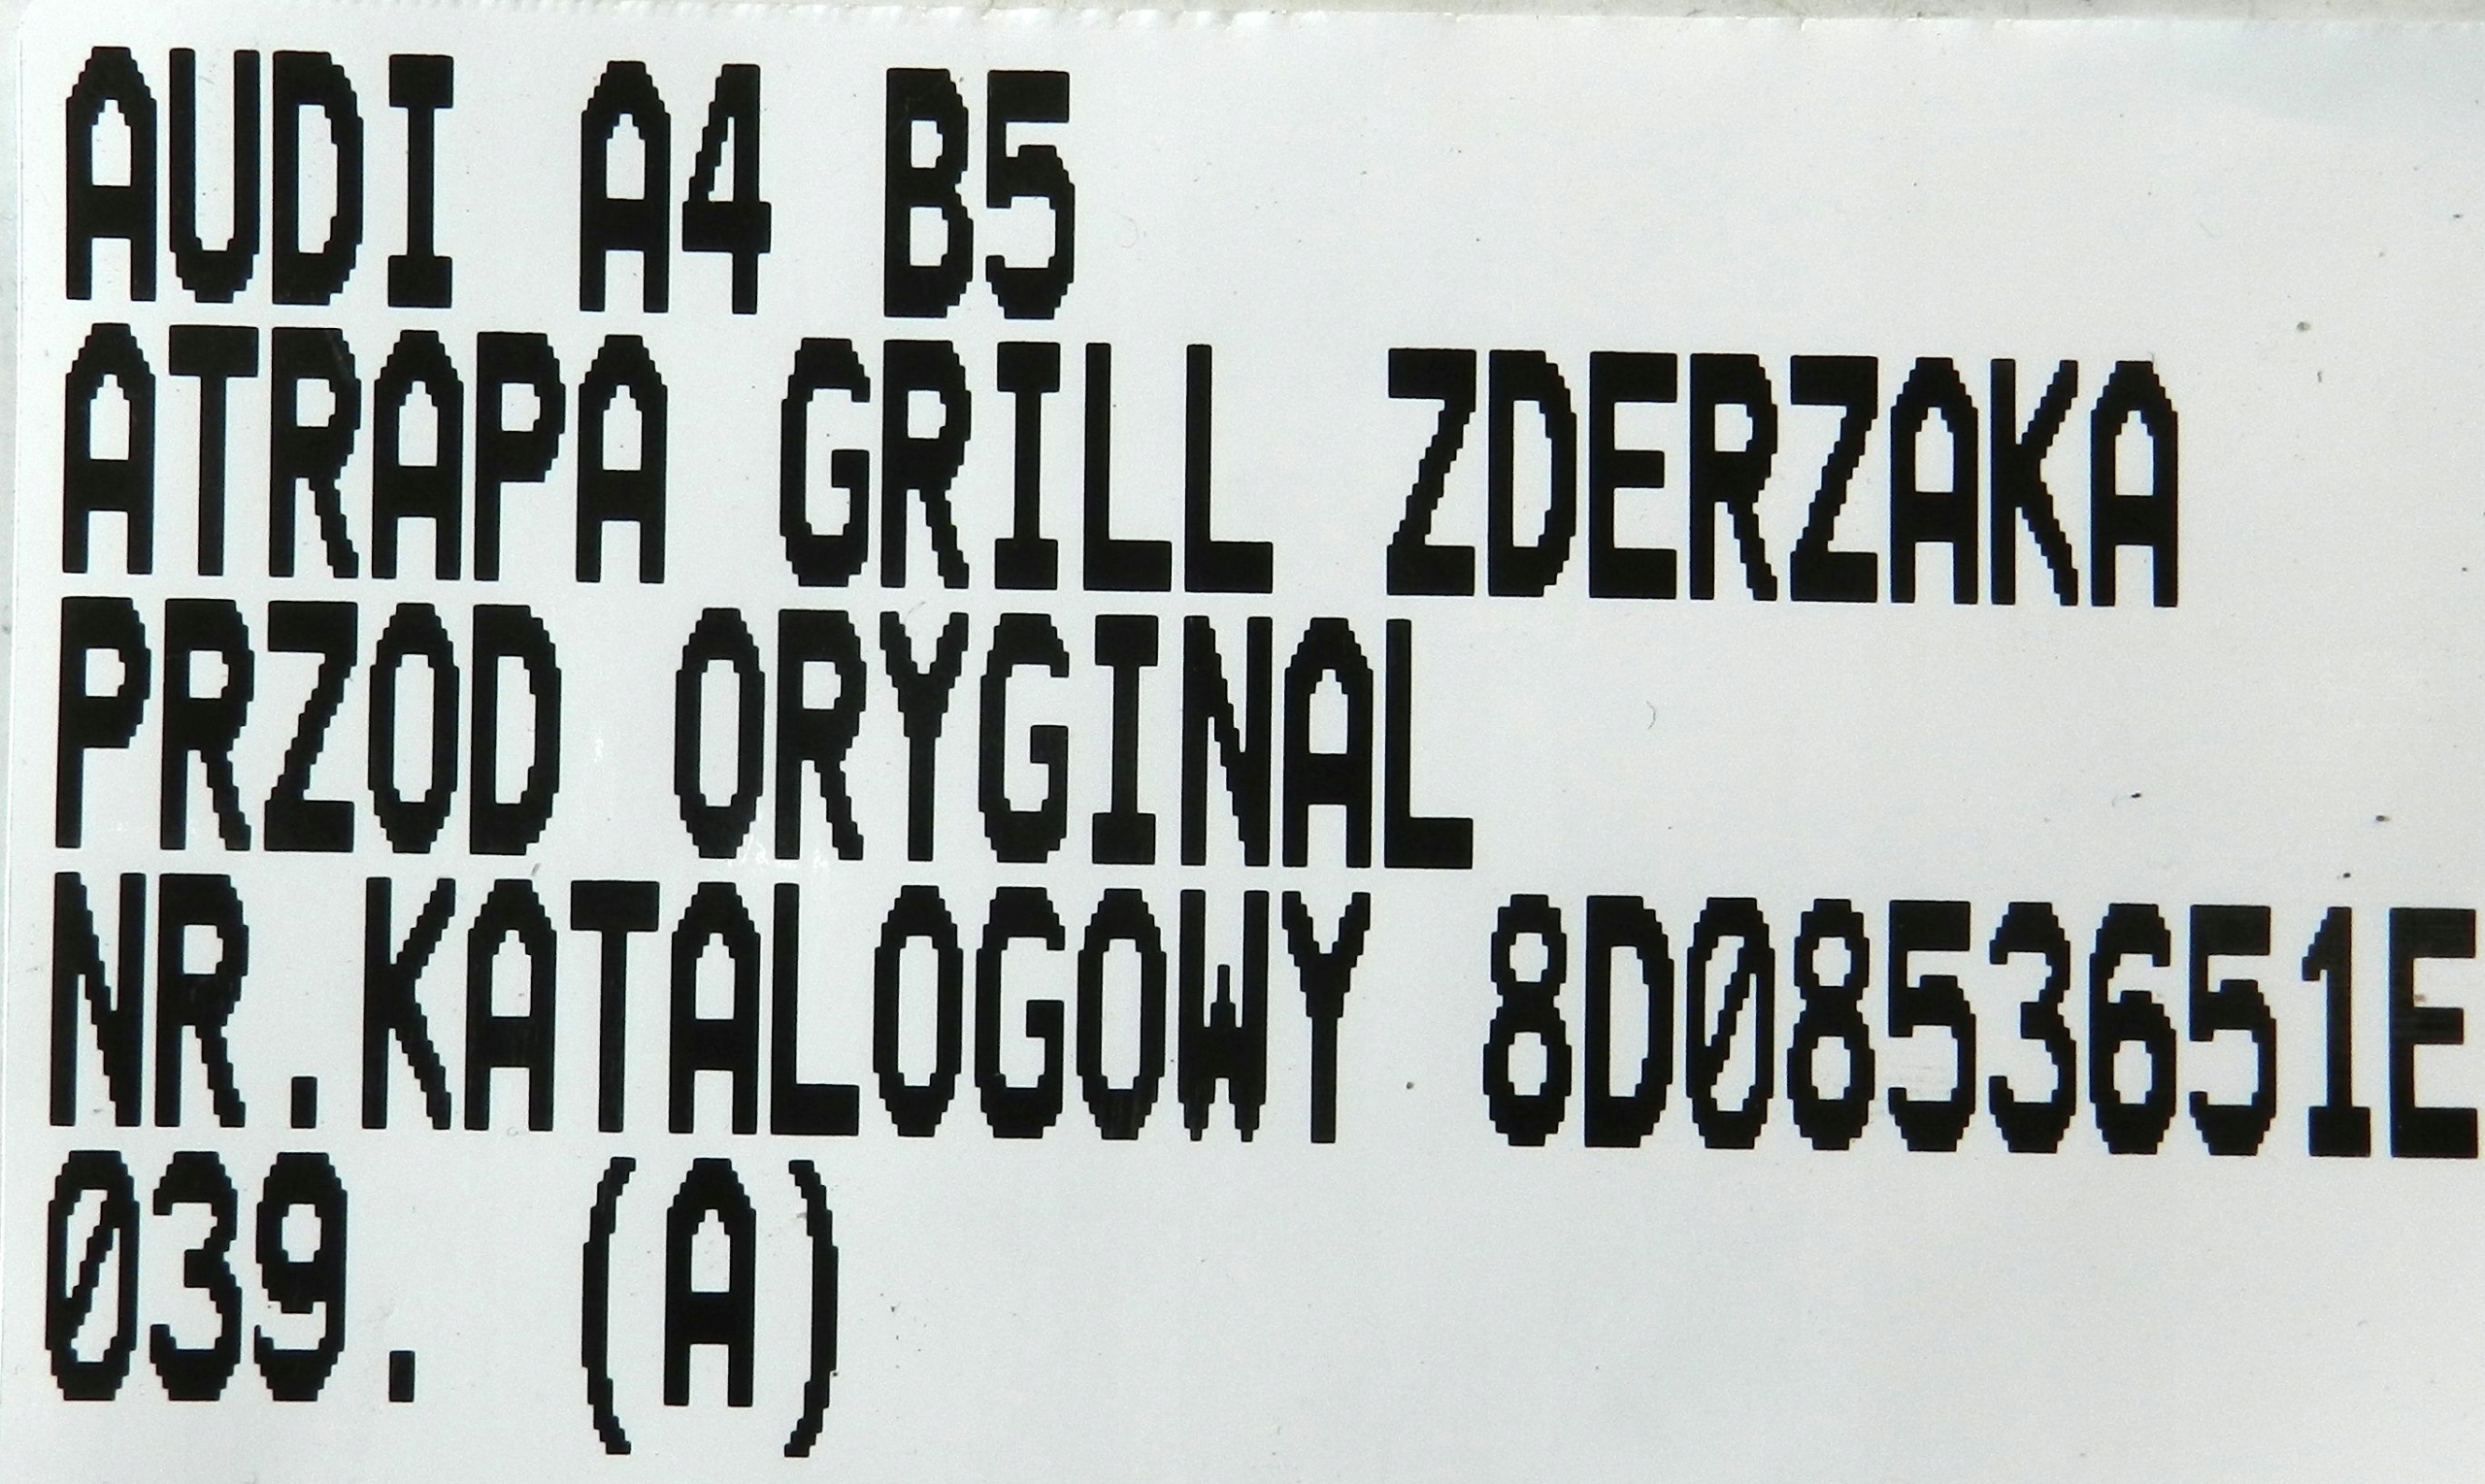 AUDI A4 B5
ATRAPA GRILL ZDERZAKA
PRZOD ORYGINAL
NR.KATALOGOWY 8D0853651E
039. (A)